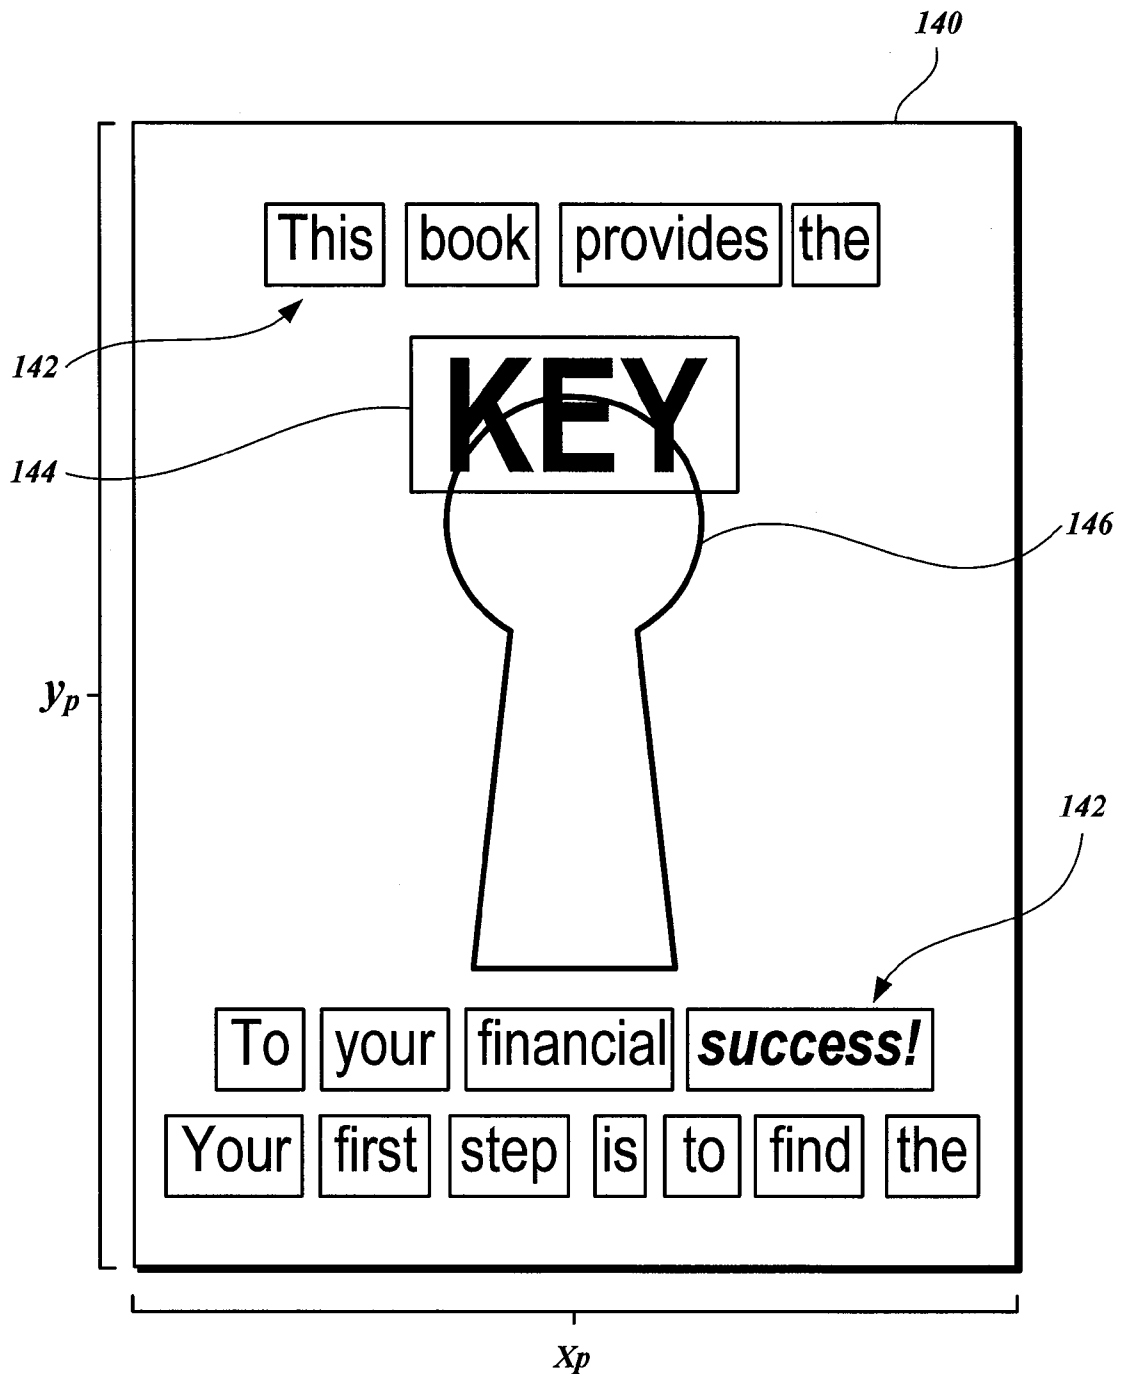 140
This book provides the
142
KEY
144
146
yp
142
To your financial success!
Your first step is to find the
Xp